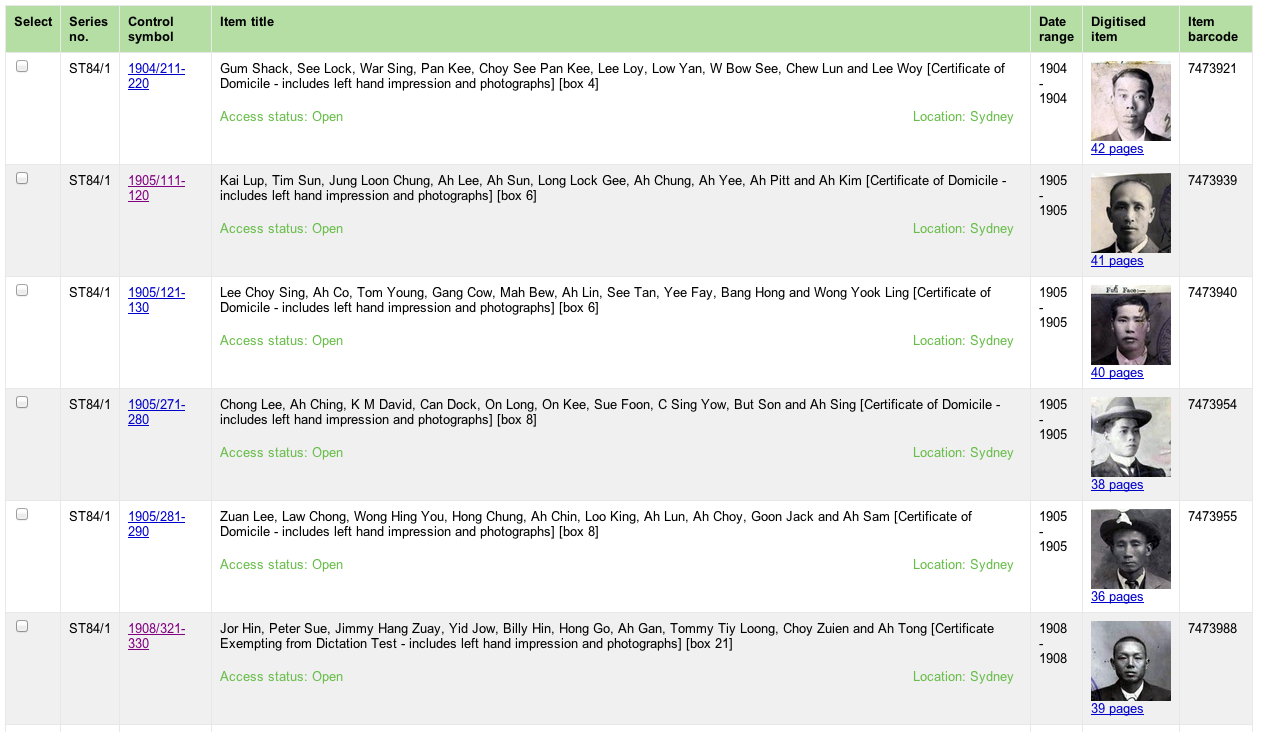 Select Series no. Control symbol Item title Date range Digitised item Item barcode
ST84/1
1904/211-
220
Gum Shack, See Lock, War Sing, Pan Kee, Choy See Pan Kee, Lee Loy, Low Yan, W Bow See, Chew Lun and Lee Woy [Certificate of
Domicile - includes left hand impression and photographs] [box 4]
Access status: Open
Location: Sydney
1904
-
1904
42 pages
7473921
ST84/1
1905/111-
120
Kai Lup, Tim Sun, Jung Loon Chung, Ah Lee, Ah Sun, Long Lock Gee, Ah Chung, Ah Yee, Ah Pitt and Ah Kim [Certificate of Domicile -
includes left hand impression and photographs] [box 6]
Access status: Open
Location: Sydney
1905
-
1905
41 pages
7473939
ST84/1
1905/121-
130
Lee Choy Sing, Ah Co, Tom Young, Gang Cow, Mah Bew, Ah Lin, See Tan, Yee Fay, Bang Hong and Wong Yook Ling [Certificate of
Domicile - includes left hand impression and photographs] [box 6]
Access status: Open
Location: Sydney
1905
-
1905
Full Face:—
40 pages
7473940
ST84/1
1905/271-
280
Chong Lee, Ah Ching, K M David, Can Dock, On Long, On Kee, Sue Foon, C Sing Yow, But Son and Ah Sing [Certificate of Domicile -
includes left hand impression and photographs] [box 8]
Access status: Open
Location: Sydney
1905
-
1905
38 pages
7473954
ST84/1
1905/281-
290
Zuan Lee, Law Chong, Wong Hing You, Hong Chung, Ah Chin, Loo King, Ah Lun, Ah Choy, Goon Jack and Ah Sam [Certificate of
Domicile - includes left hand impression and photographs] [box 8]
Access status: Open
Location: Sydney
1905
-
1905
36 pages
7473955
ST84/1
1908/321-
330
Jor Hin, Peter Sue, Jimmy Hang Zuay, Yid Jow, Billy Hin, Hong Go, Ah Gan, Tommy Tiy Loong, Choy Zuien and Ah Tong [Certificate
Exempting from Dictation Test - includes left hand impression and photographs] [box 21]
Access status: Open
Location: Sydney
1908
-
1908
39 pages
7473988